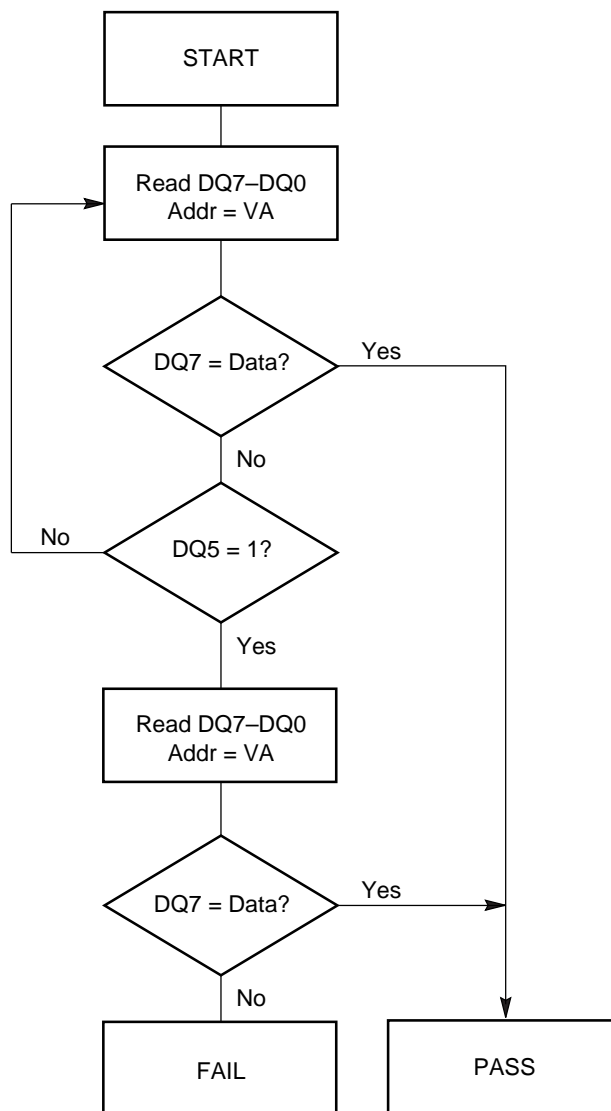 START
Read DQ7–DQ0
Addr = VA
DQ7 = Data?
Yes
No
No
DQ5 = 1?
Yes
Read DQ7–DQ0
Addr = VA
DQ7 = Data?
Yes
No
FAIL
PASS